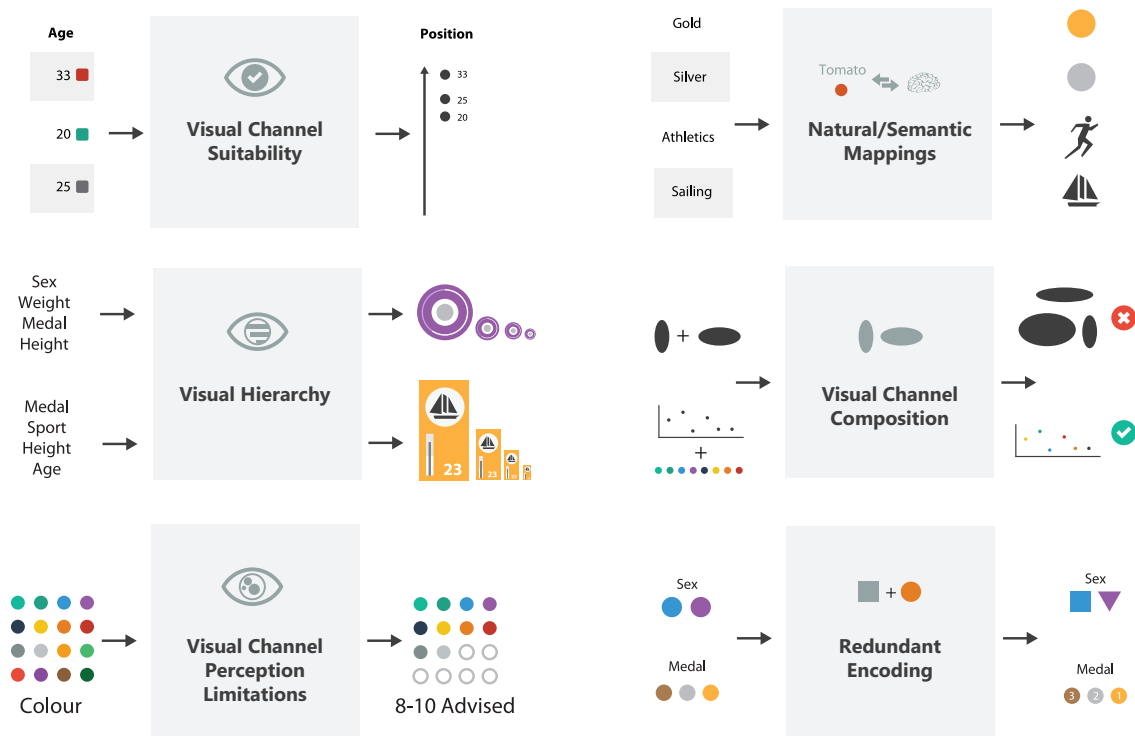 Age
33
20
25
Visual Channel
Suitability
Position
33
25
20
Gold
Silver
Athletics
Sailing
Tomato
Natural/Semantic
Mappings
Sex
Weight
Medal
Height
Medal
Sport
Height
Age
Visual Hierarchy
23
23
23
+
+
Visual Channel
Composition
Colour
Visual Channel
Perception
Limitations
8-10 Advised
Sex
Medal
+
Redundant
Encoding
Sex
Medal
3 2 1